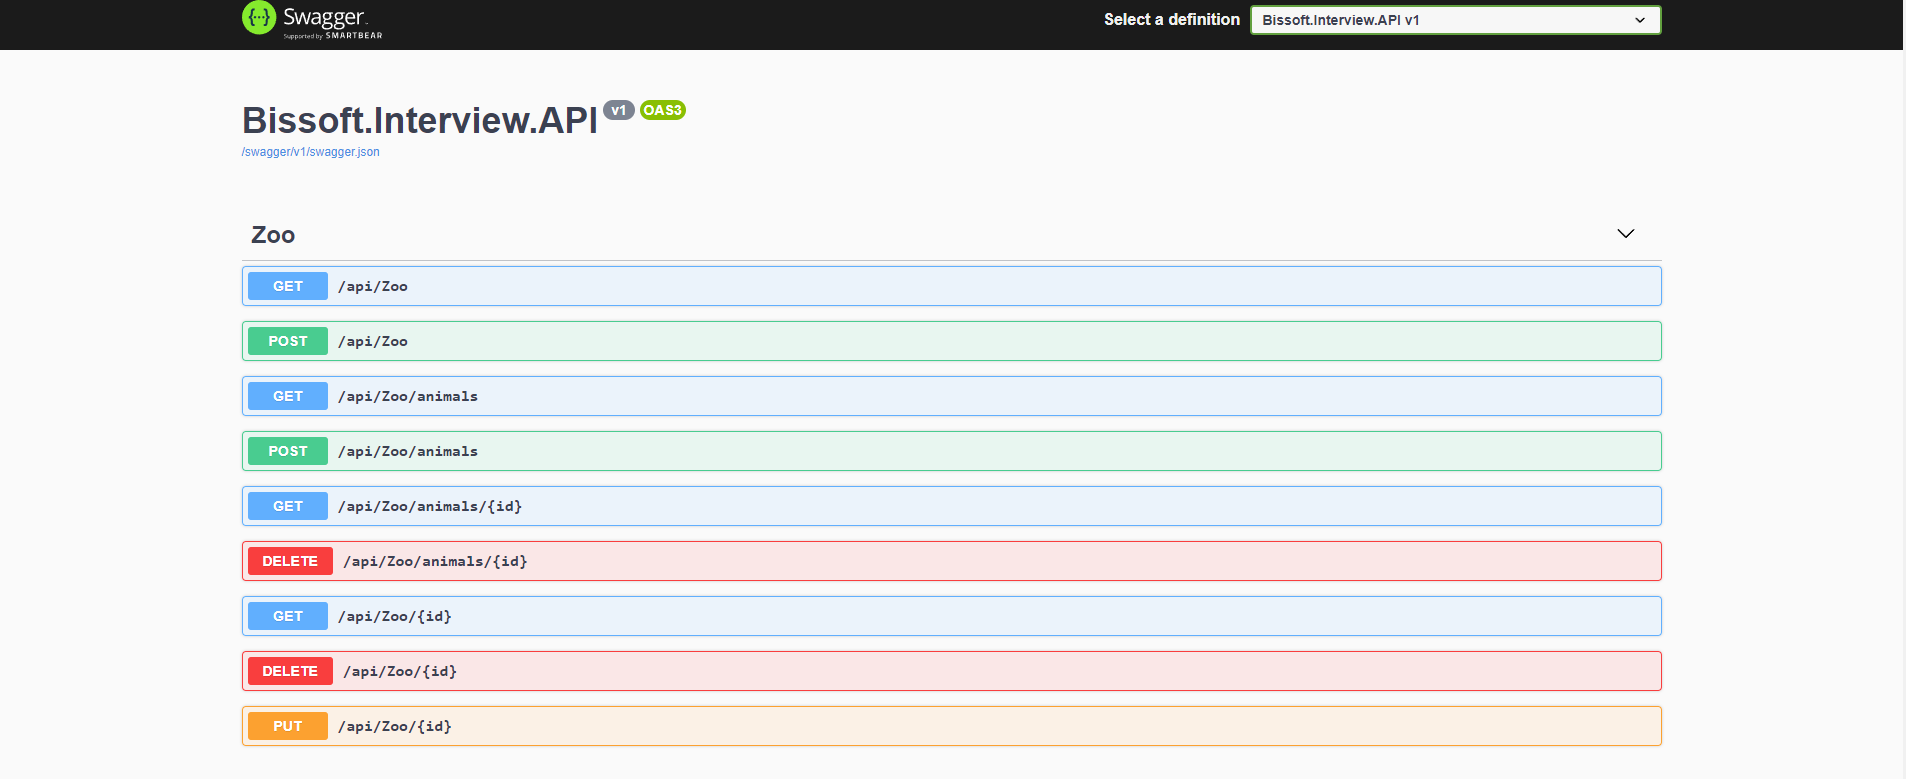 Swagger.
Supported by SMARTBEAR
Select a definition
Bissoft.Interview.API v1
Bissoft.Interview.API v1 OAS3
/swagger/v1/swagger.json
Zoo
GET /api/Zoo
POST /api/Zoo
GET /api/Zoo/animals
POST /api/Zoo/animals
GET /api/Zoo/animals/{id}
DELETE /api/Zoo/animals/{id}
GET /api/Zoo/{id}
DELETE /api/Zoo/{id}
PUT /api/Zoo/{id}